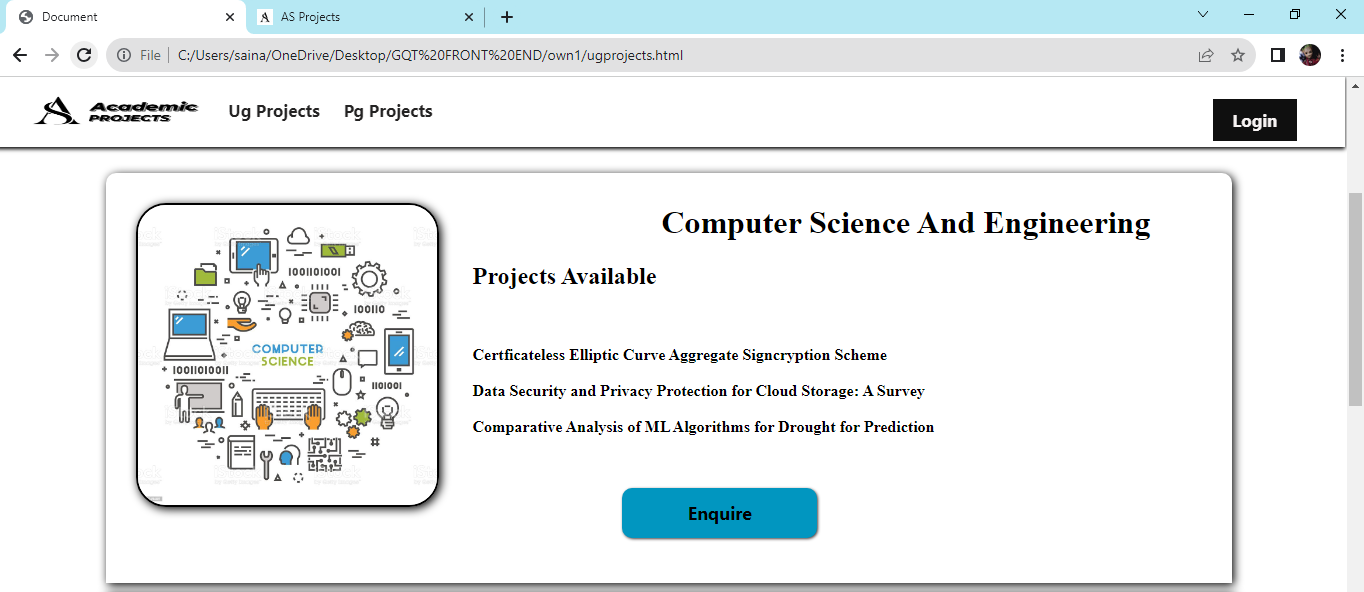 Document
AS Projects
File
C:/Users/saina/OneDrive/Desktop/GQT%20FRONT%20END/own1/ugprojects.html
Academic
PROJECTS
Ug Projects
Pg Projects
Login
Computer Science And Engineering
Projects Available
Certficateless Elliptic Curve Aggregate Signcryption Scheme
Data Security and Privacy Protection for Cloud Storage: A Survey
Comparative Analysis of ML Algorithms for Drought for Prediction
Enquire
1001101001
100110
COMPUTER
SCIENCE
10011010011
1101001